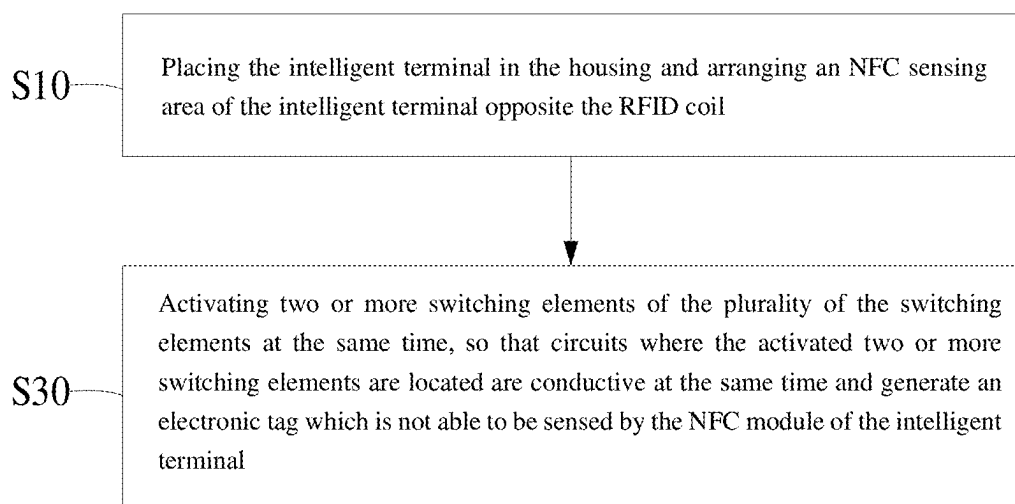 S10
Placing the intelligent terminal in the housing and arranging an NFC sensing
area of the intelligent terminal opposite the RFID coil
S30
Activating two or more switching elements of the plurality of the switching
elements at the same time, so that circuits where the activated two or more
switching elements are located are conductive at the same time and generate an
electronic tag which is not able to be sensed by the NFC module of the intelligent
terminal